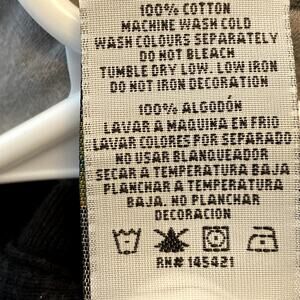 100% COTTON
MACHINE WASH COLD
WASH COLOURS SEPARATELY
DO NOT BLEACH
TUMBLE DRY LOW. LOW IRON
DO NOT IRON DECORATION
100% ALGODÓN
LAVAR A MAQUINA EN FRIO
LAVAR COLORES POR SEPARADO
NO USAR BLANQUEADOR
SECAR A TEMPERATURA BAJA
PLANCHAR A TEMPERATURA
BAJA. NO PLANCHAR
DECORACION
RN# 145421